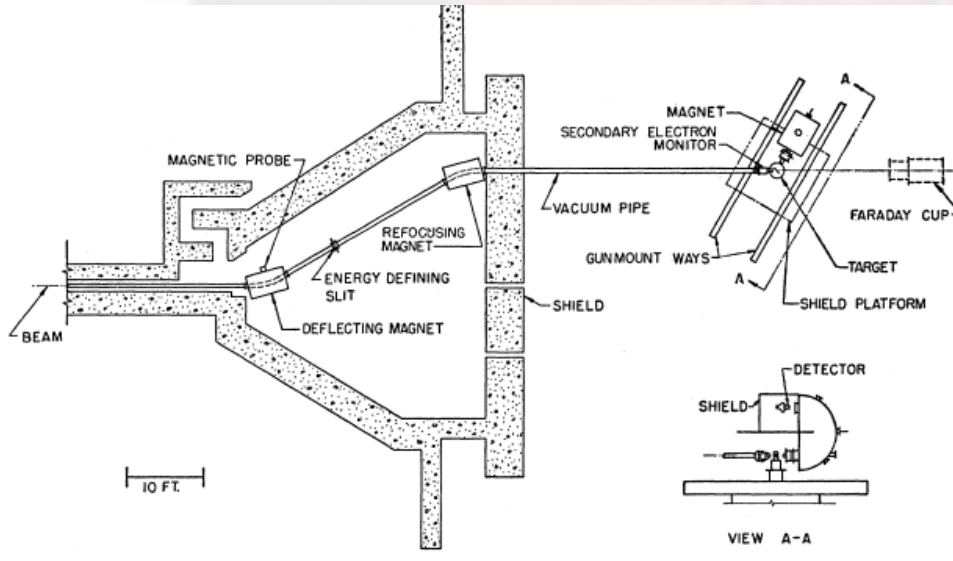 MAGNETIC PROBE
BEAM
DEFLECTING MAGNET
ENERGY DEFINING
SLIT
REFOCUSING
MAGNET
VACUUM PIPE
SHIELD
MAGNET
SECONDARY ELECTRON
MONITOR
A
GUNMOUNT WAYS
A
TARGET
SHIELD PLATFORM
FARADAY CUP
10 FT.
DETECTOR
SHIELD
VIEW A-A